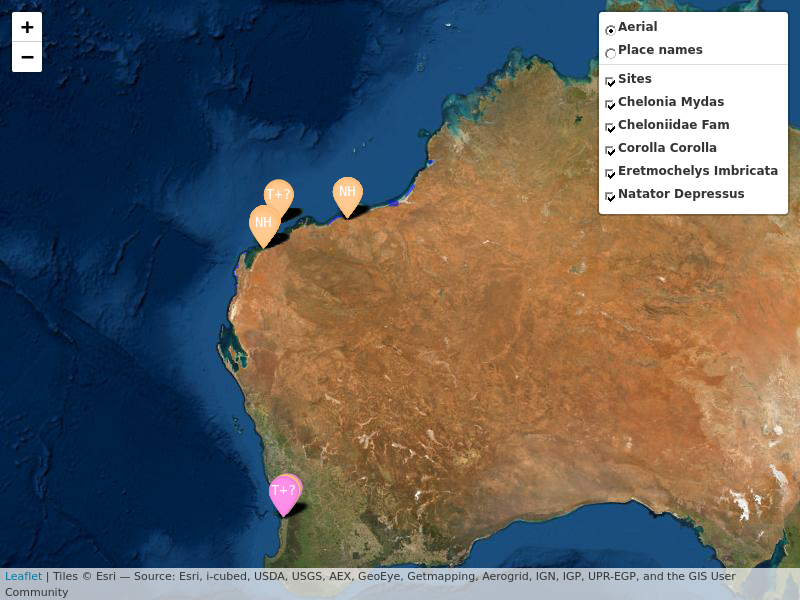 +
−
Aerial
Place names
Sites
Chelonia Mydas
Cheloniidae Fam
Corolla Corolla
Eretmochelys Imbricata
Natator Depressus
T+?
NH
NH
T+?
Leaflet | Tiles © Esri — Source: Esri, i-cubed, USDA, USGS, AEX, GeoEye, Getmapping, Aerogrid, IGN, IGP, UPR-EGP, and the GIS User
Community